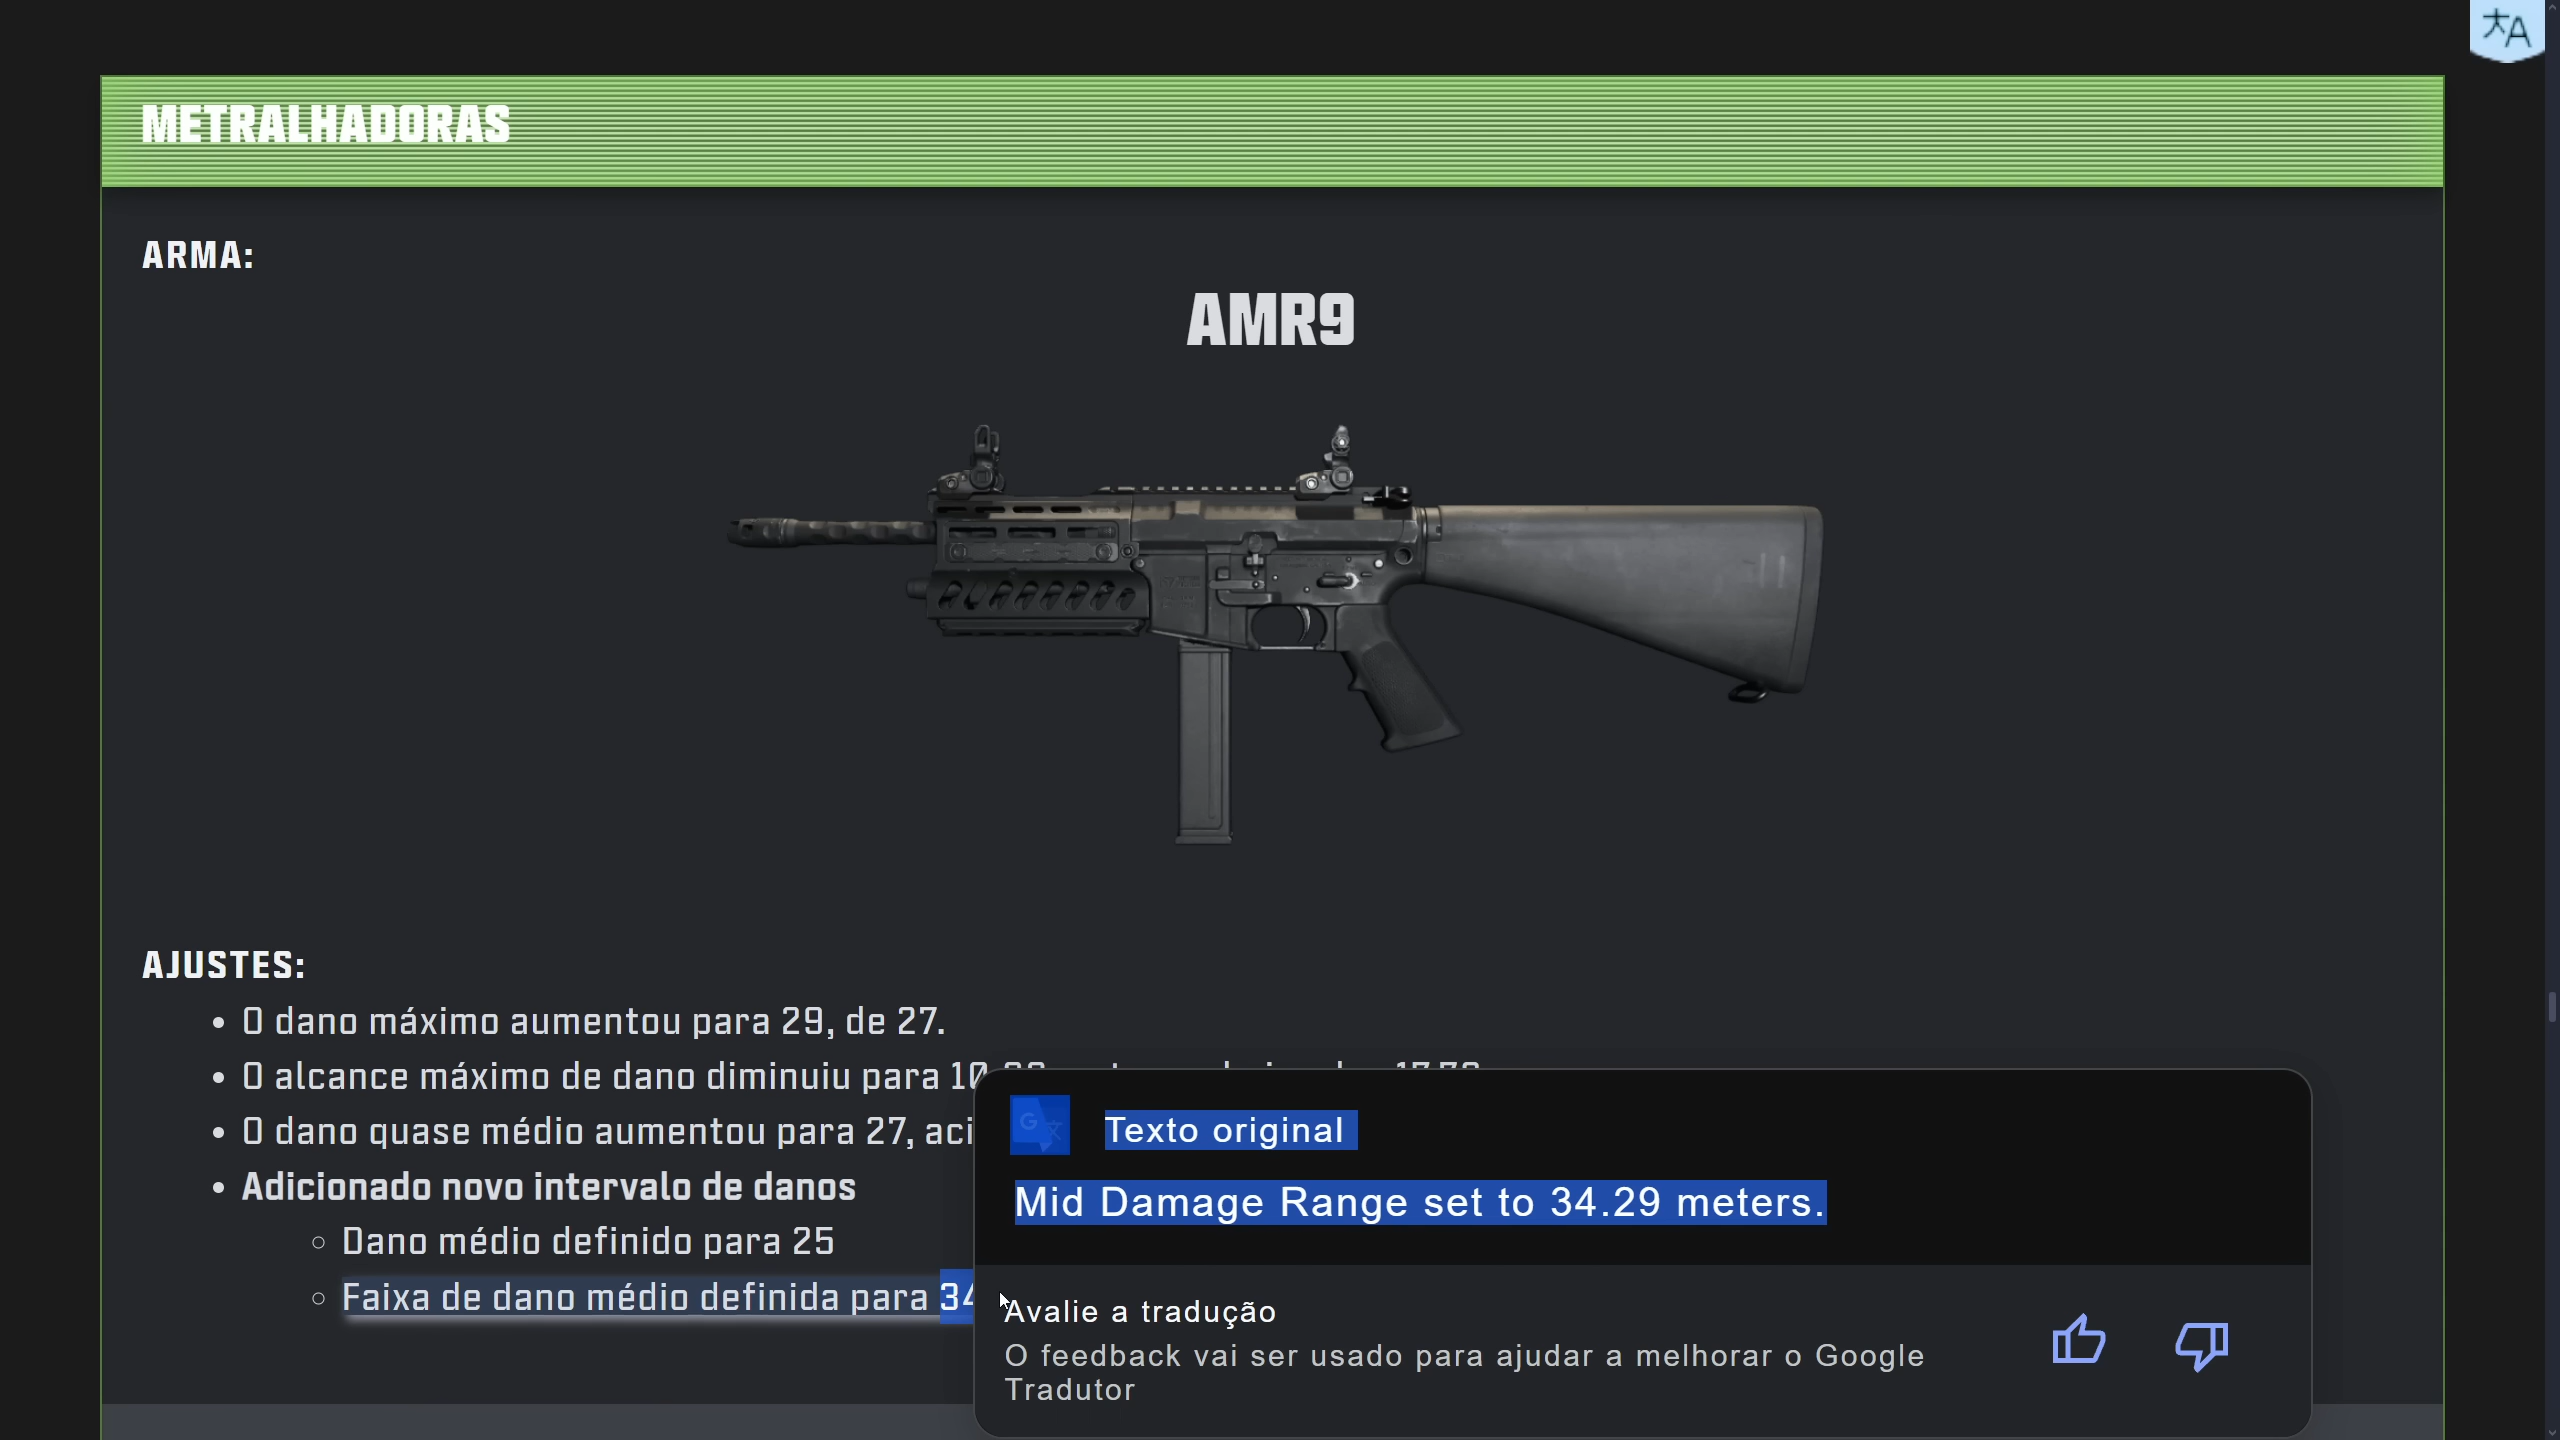 METRALHADORAS
ARMA:
AMR9
AJUSTES:
O dano máximo aumentou para 29, de 27.
O alcance máximo de dano diminuiu para
O dano quase médio aumentou para 27,
Adicionado novo intervalo de danos
Dano médio definido para 25
Faixa de dano médio definida para 34
Texto original
Mid Damage Range set to 34.29 meters.
Avalie a tradução
O feedback vai ser usado para ajudar a melhorar o Google
Tradutor